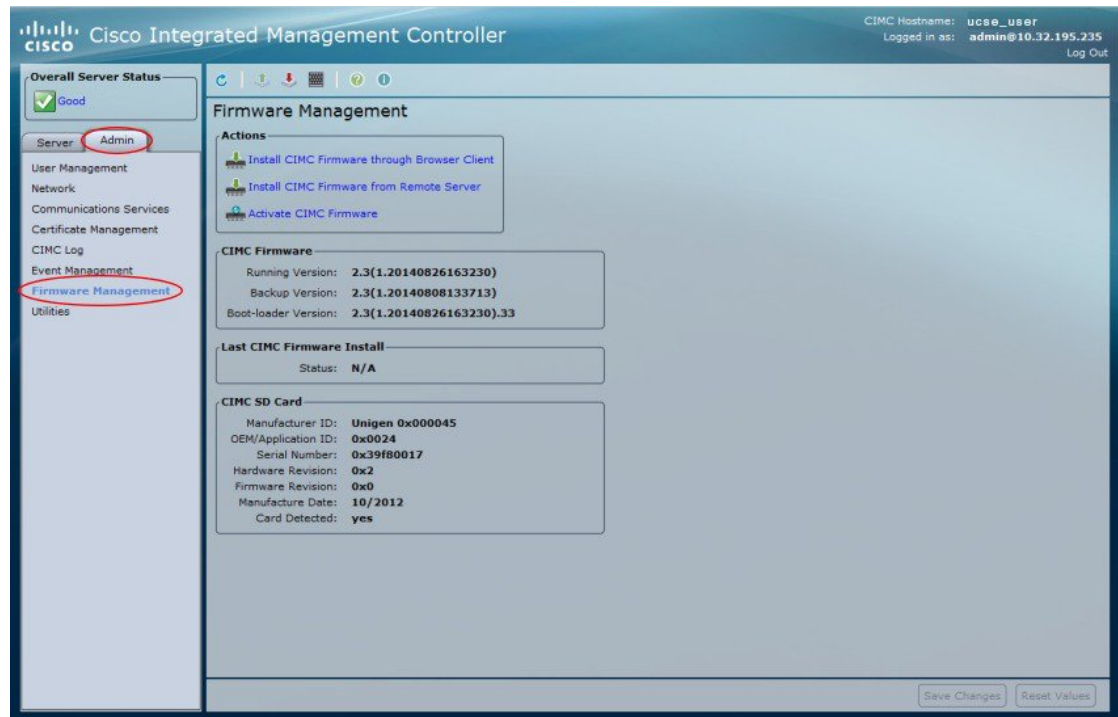 CISCO Cisco Integrated Management Controller
CIMC Hostname: ucse_user
Logged in as: admin@10.32.195.235
Log Out
Overall Server Status
Good
Server Admin
User Management
Network
Communications Services
Certificate Management
CIMC Log
Event Management
Firmware Management
Utilities
Firmware Management
Actions
Install CIMC Firmware through Browser Client
Install CIMC Firmware from Remote Server
Activate CIMC Firmware
CIMC Firmware
Running Version: 2.3(1.20140826163230)
Backup Version: 2.3(1.20140808133713)
Boot-loader Version: 2.3(1.20140826163230).33
Last CIMC Firmware Install
Status: N/A
CIMC SD Card
Manufacturer ID: Unigen 0x000045
OEM/Application ID: 0x0024
Serial Number: 0x39f80017
Hardware Revision: 0x2
Firmware Revision: 0x0
Manufacture Date: 10/2012
Card Detected: yes
Save Changes Reset Values